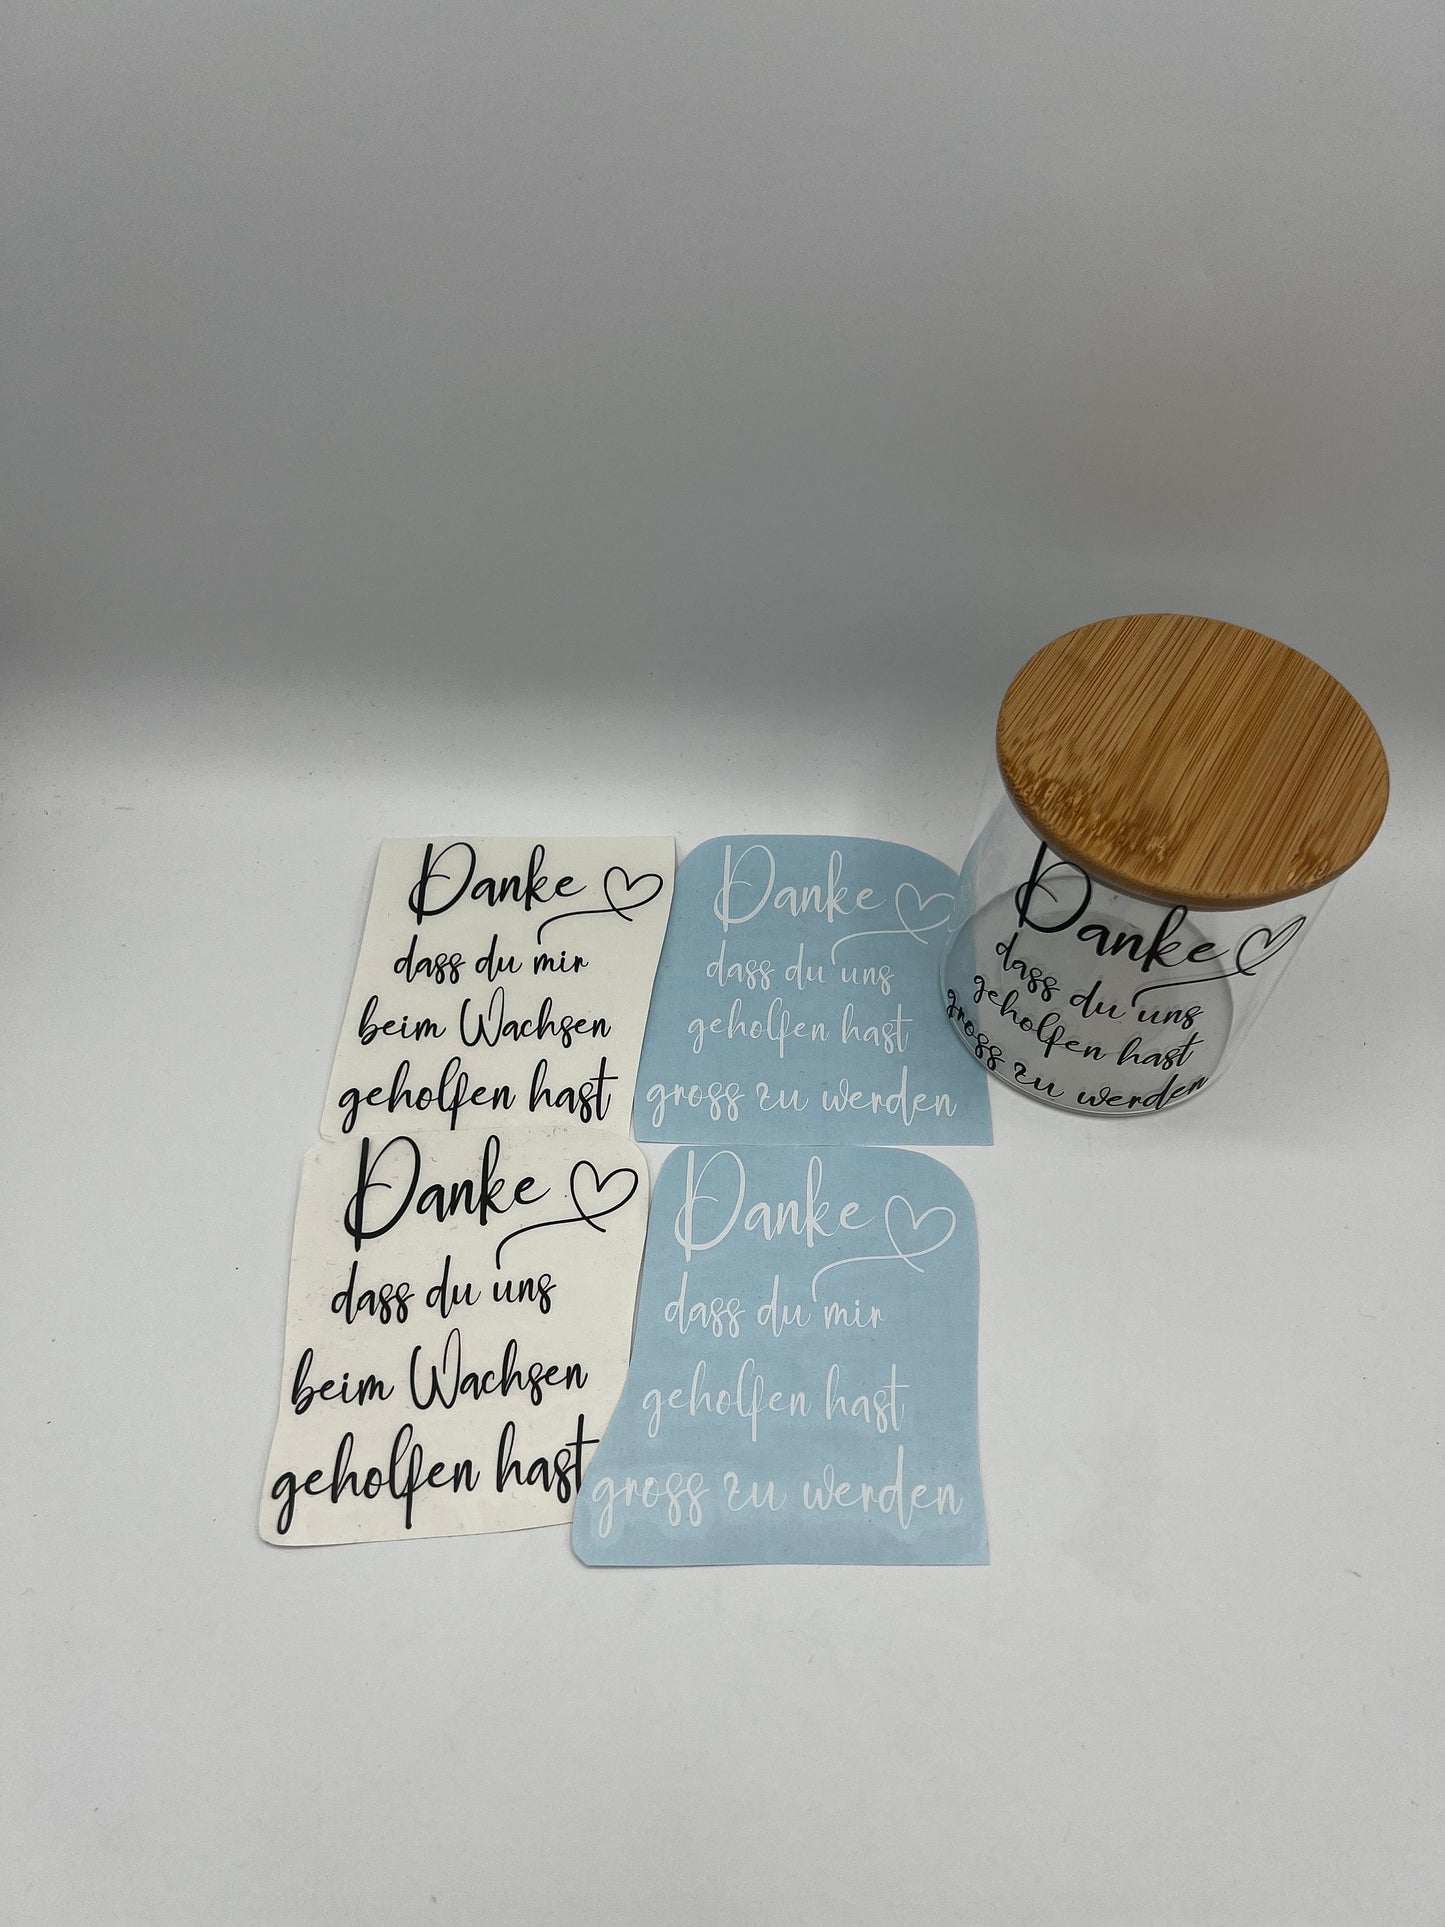 Danke
dass du mir
beim Wachsen
geholfen hast
Danke
dass du uns
geholfen hast
gross zu werden
Danke
dass du uns
geholfen hast
gross zu werden
Danke
dass du uns
beim Wachsen
geholfen hast
Danke
dass du mir
geholfen hast
gross zu werden